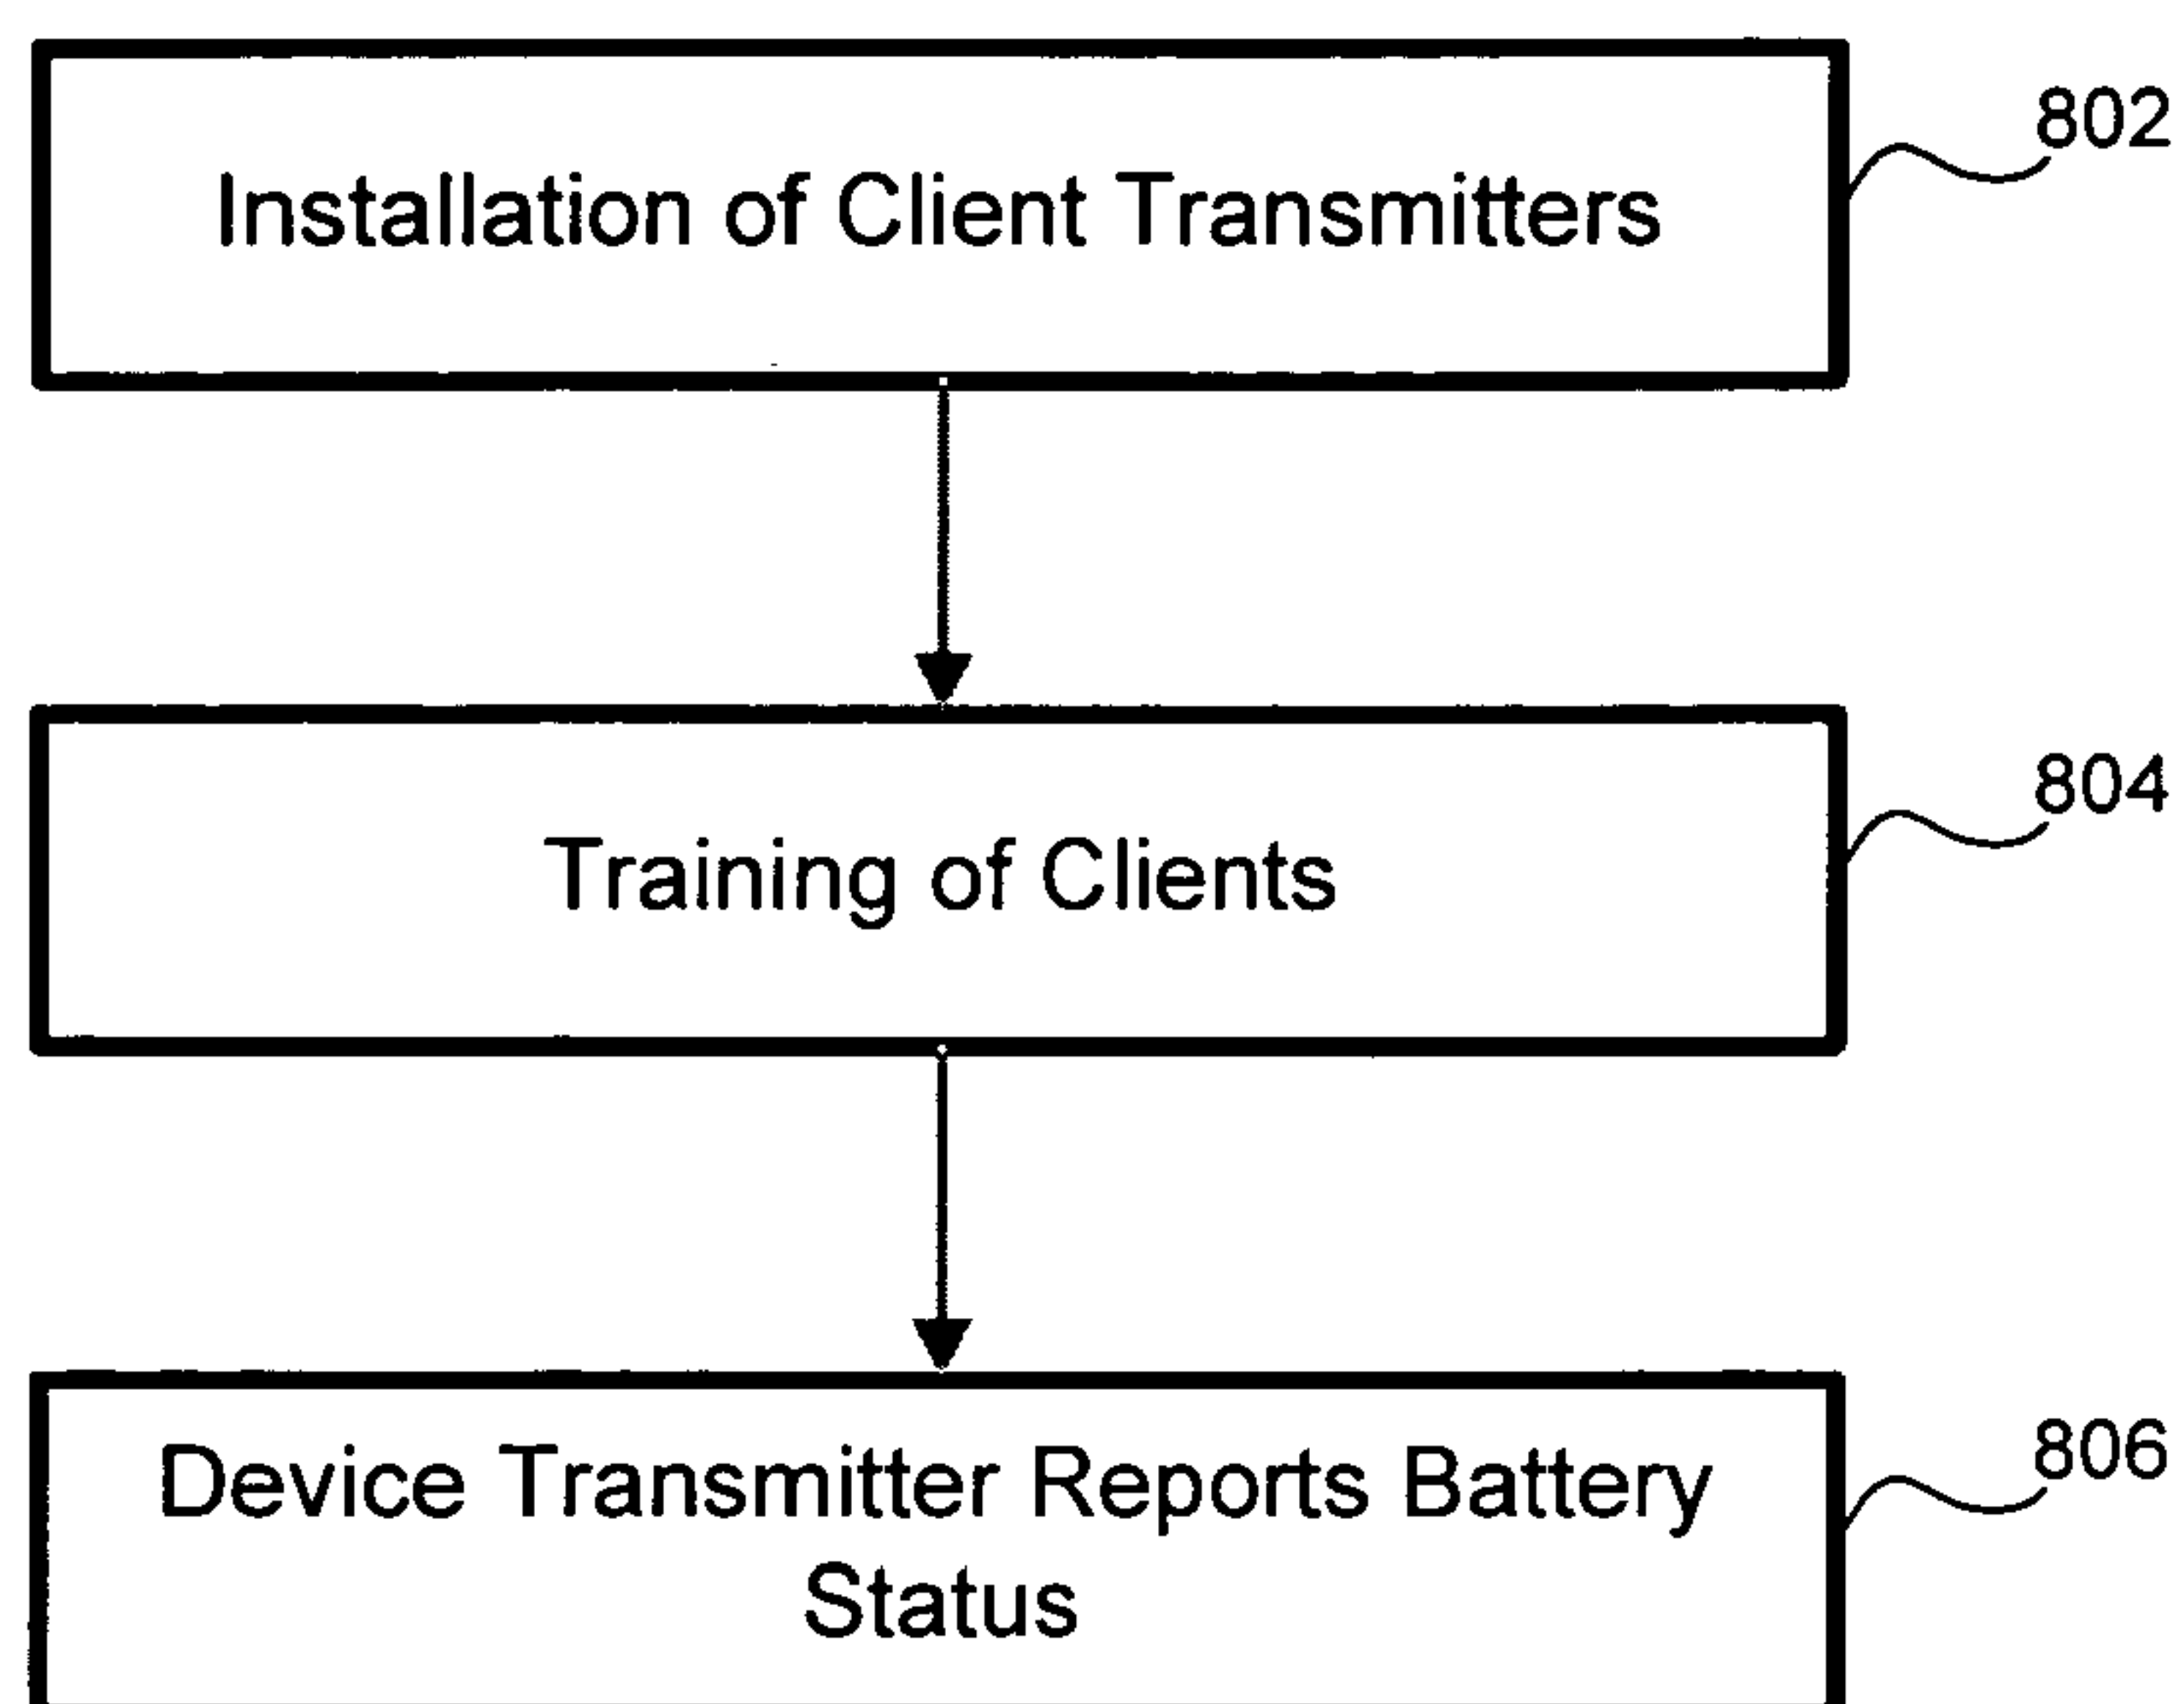 802
Installation of Client Transmitters
804
Training of Clients
806
Device Transmitter Reports Battery
Status